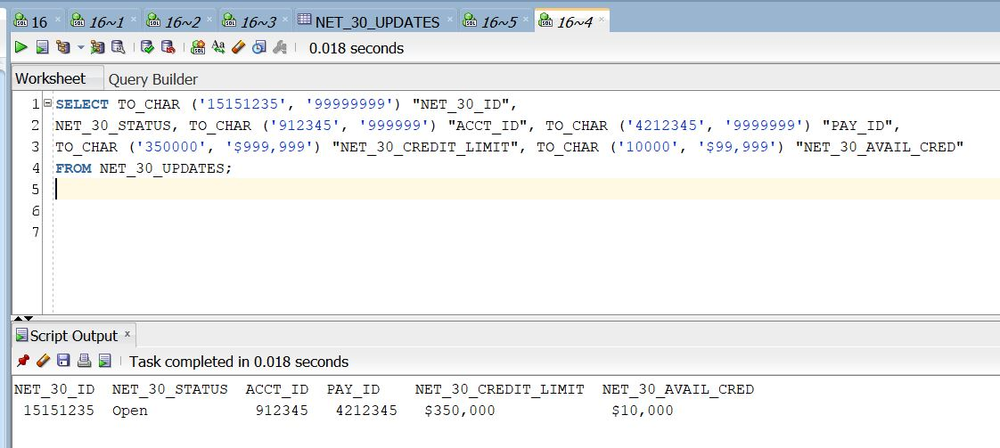 16 16~1 16~2 16~3 NET_30_UPDATES 16~5 16~4
0.018 seconds
Worksheet Query Builder
1 SELECT TO_CHAR ('15151235', '99999999') "NET_30_ID",
2 NET_30_STATUS, TO_CHAR ('912345', '999999') "ACCT_ID", TO_CHAR ('4212345', '9999999') "PAY_ID",
3 TO_CHAR ('350000', '$999,999') "NET_30_CREDIT_LIMIT", TO_CHAR ('10000', '$99,999') "NET_30_AVAIL_CRED"
4 FROM NET_30_UPDATES;
5
6
7
Script Output x
Task completed in 0.018 seconds
NET_30_ID NET_30_STATUS ACCT_ID PAY_ID NET_30_CREDIT_LIMIT NET_30_AVAIL_CRED
15151235 Open 912345 4212345 $350,000 $10,000